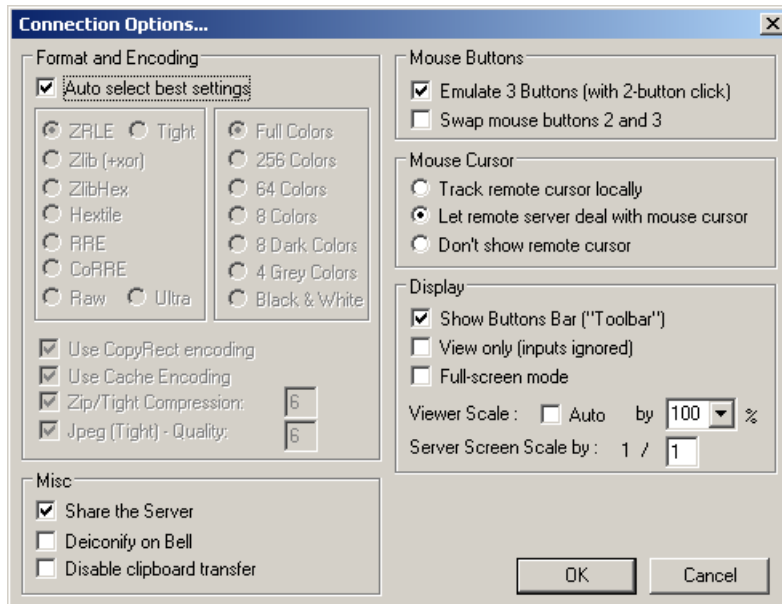 Connection Options...
Format and Encoding
Auto select best settings
ZRLE Tight
Zlib (+xor)
ZlibHex
Hextile
RRE
CoRRE
Raw Ultra
Full Colors
256 Colors
64 Colors
8 Colors
8 Dark Colors
4 Grey Colors
Black & White
Use CopyRect encoding
Use Cache Encoding
Zip/Tight Compression: 6
Jpeg (Tight) - Quality: 6
Misc
Share the Server
Deiconify on Bell
Disable clipboard transfer
Mouse Buttons
Emulate 3 Buttons (with 2-button click)
Swap mouse buttons 2 and 3
Mouse Cursor
Track remote cursor locally
Let remote server deal with mouse cursor
Don't show remote cursor
Display
Show Buttons Bar ("Toolbar")
View only (inputs ignored)
Full-screen mode
Viewer Scale : Auto by 100 %
Server Screen Scale by : 1 / 1
OK Cancel